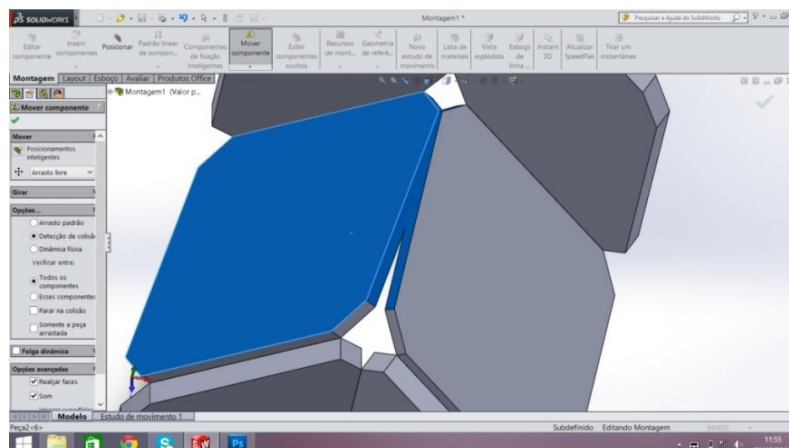 SOLIDWORKS
Montagem1 *
Pesquisar a Ajuda do SolidWorks
Editar componente
Inserir componentes
Posicionar
Padrão linear de compon...
Componentes de fixação inteligentes
Mover componente
Exibir componentes ocultos
Recursos de mont...
Geometria de referê...
Novo estudo de movimento
Lista de materiais
Vista explodida
Esboço de linha ...
Instant 3D
Atualizar SpeedPak
Tirar um instantâneo
Montagem Layout Esboço Avaliar Produtos Office
Montagem1 (Valor p...
Mover componente
Mover
Posicionamentos inteligentes
Arrasto livre
Girar
Opções...
Arrasto padrão
Detecção de colisã
Dinâmica física
Verificar entre:
Todos os componentes
Esses componentes
Parar na colisão
Somente a peça arrastada
Folga dinâmica
Opções avançadas
Realçar faces
Som
Modelo Estudo de movimento 1
Peça2<6>
Subdefinido Editando Montagem MMGS
11:55